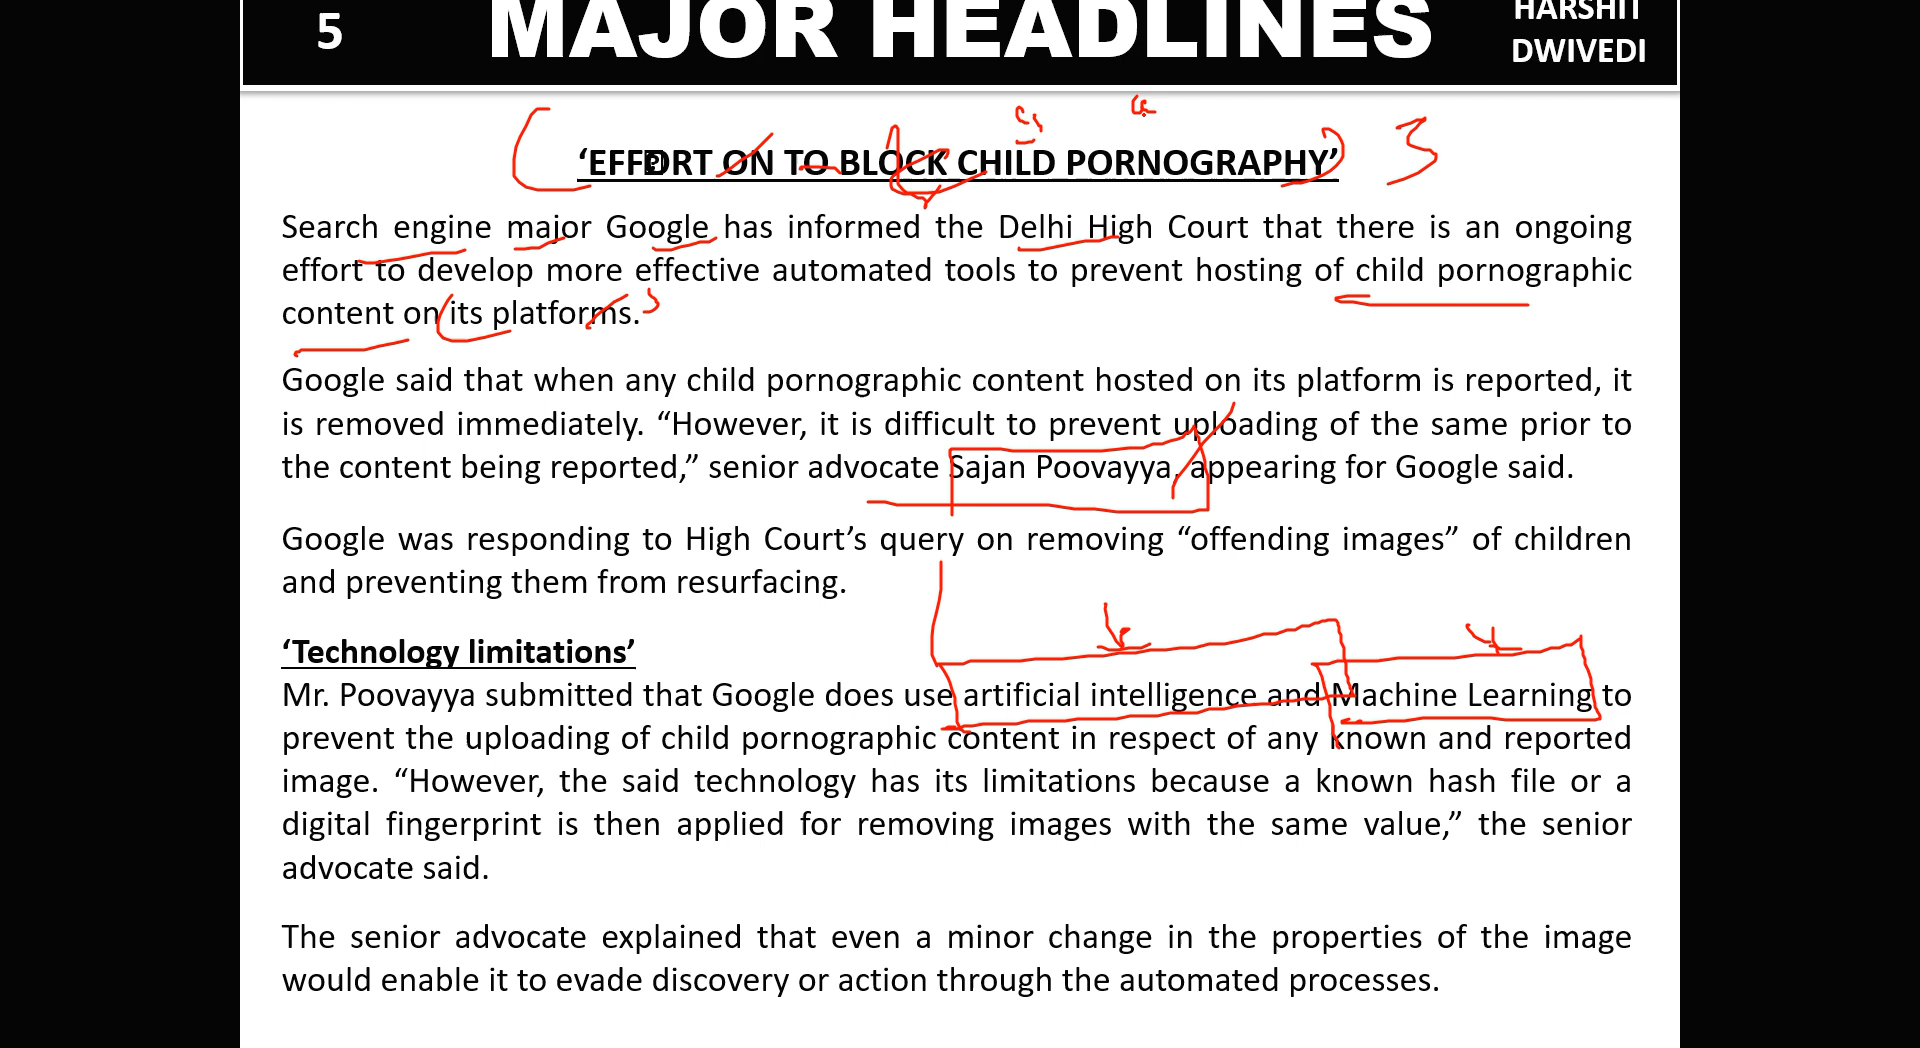 5
MAJOR HEADLINES
HARSHIT
DWIVEDI
‘EFFORT ON TO BLOCK CHILD PORNOGRAPHY’
Search engine major Google has informed the Delhi High Court that there is an ongoing
effort to develop more effective automated tools to prevent hosting of child pornographic
content on its platforms.
Google said that when any child pornographic content hosted on its platform is reported, it
is removed immediately. “However, it is difficult to prevent uploading of the same prior to
the content being reported,” senior advocate Sajan Poovayya, appearing for Google said.
Google was responding to High Court’s query on removing “offending images” of children
and preventing them from resurfacing.
‘Technology limitations’
Mr. Poovayya submitted that Google does use artificial intelligence and Machine Learning to
prevent the uploading of child pornographic content in respect of any known and reported
image. “However, the said technology has its limitations because a known hash file or a
digital fingerprint is then applied for removing images with the same value,” the senior
advocate said.
The senior advocate explained that even a minor change in the properties of the image
would enable it to evade discovery or action through the automated processes.